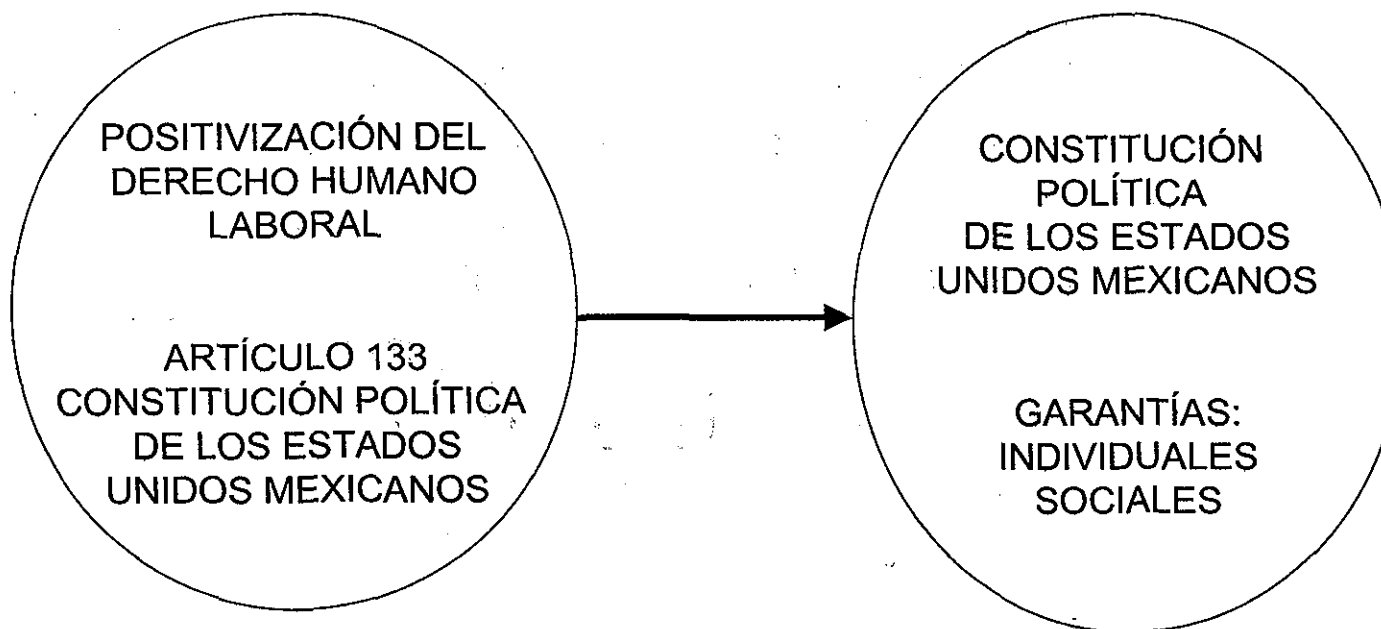 POSITIVIZACIÓN DEL
DERECHO HUMANO
LABORAL
ARTÍCULO 133
CONSTITUCIÓN POLÍTICA
DE LOS ESTADOS
UNIDOS MEXICANOS
CONSTITUCIÓN
POLÍTICA
DE LOS ESTADOS
UNIDOS MEXICANOS
GARANTÍAS:
INDIVIDUALES
SOCIALES